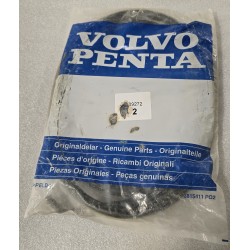 VOLVO
PENTA
2
Originaldelar - Genuine Parts - Originalteile
Pièces d'origine - Ricambi Originali
Piezas Originales - Peças genuínas